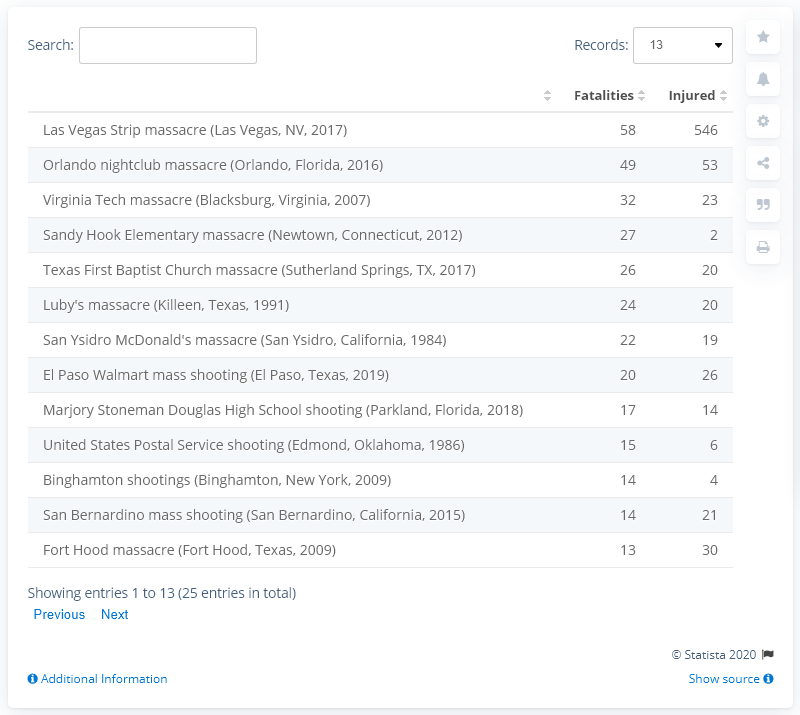 Search:
Records: 13
Fatalities Injured
Las Vegas Strip massacre (Las Vegas, NV, 2017) 58 546
Orlando nightclub massacre (Orlando, Florida, 2016) 49 53
Virginia Tech massacre (Blacksburg, Virginia, 2007) 32 23
Sandy Hook Elementary massacre (Newtown, Connecticut, 2012) 27 2
Texas First Baptist Church massacre (Sutherland Springs, TX, 2017) 26 20
Luby's massacre (Killeen, Texas, 1991) 24 20
San Ysidro McDonald's massacre (San Ysidro, California, 1984) 22 19
El Paso Walmart mass shooting (El Paso, Texas, 2019) 20 26
Marjory Stoneman Douglas High School shooting (Parkland, Florida, 2018) 17 14
United States Postal Service shooting (Edmond, Oklahoma, 1986) 15 6
Binghamton shootings (Binghamton, New York, 2009) 14 4
San Bernardino mass shooting (San Bernardino, California, 2015) 14 21
Fort Hood massacre (Fort Hood, Texas, 2009) 13 30
Showing entries 1 to 13 (25 entries in total)
Previous Next
© Statista 2020
Additional Information Show source